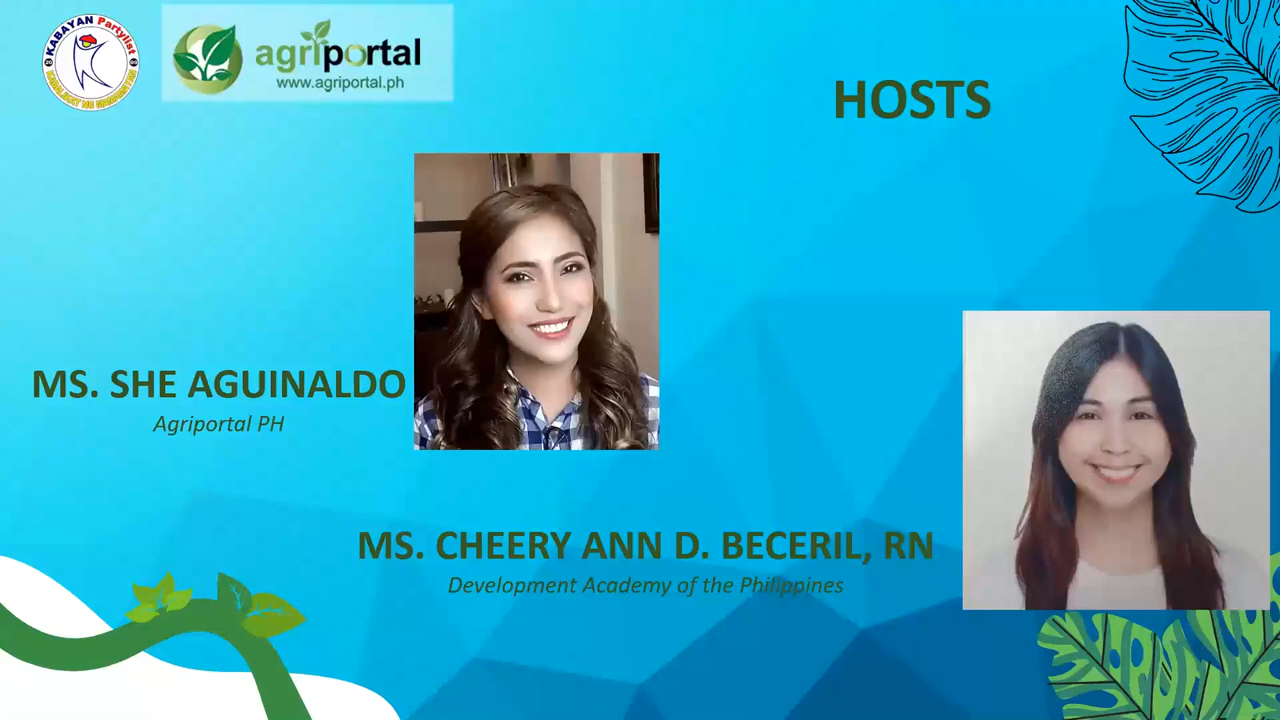 KABAYAN Partylist
agriportal
www.agriportal.ph
HOSTS
MS. SHE AGUINALDO
Agriportal PH
MS. CHEERY ANN D. BECERIL, RN
Development Academy of the Philippines